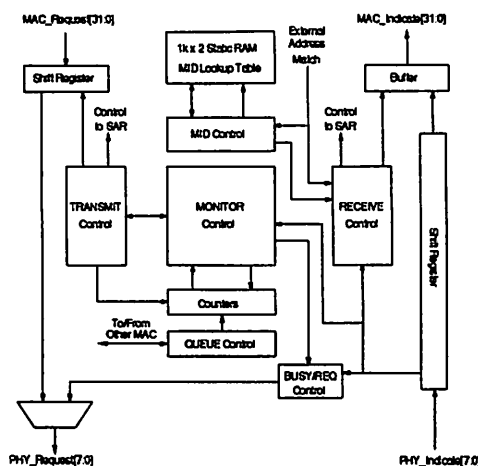 MAC_Request[31:0]
MAC_Indicate[31:0]
1k x 2 Static RAM
MID Lookup Table
External
Address
Match
Shift Register
Buffer
Control
to SAR
MID Control
Control
to SAR
TRANSMIT
Control
MONITOR
Control
RECEIVE
Control
Shift Register
Counters
To/From
Other MAC
QUEUE Control
BUSY/REQ
Control
PHY_Request[7:0]
PHY_Indicate[7:0]